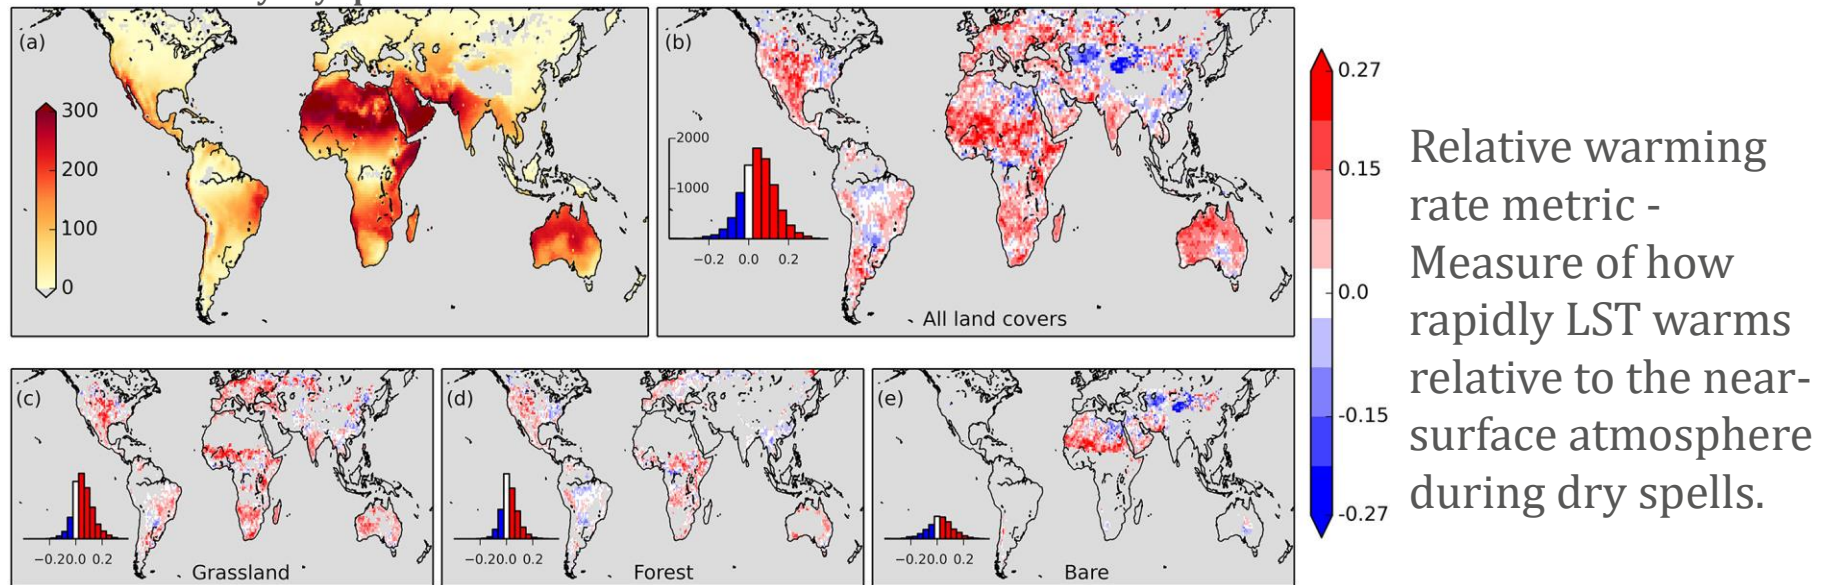 (a)
300
200
100
0
(b)
2000
1000
−0.2 0.0 0.2
All land covers
0.27
0.15
0.0
-0.15
-0.27
(c)
−0.20.0 0.2
Grassland
(d)
−0.20.0 0.2
Forest
(e)
−0.20.0 0.2
Bare
Relative warming
rate metric -
Measure of how
rapidly LST warms
relative to the near-
surface atmosphere
during dry spells.